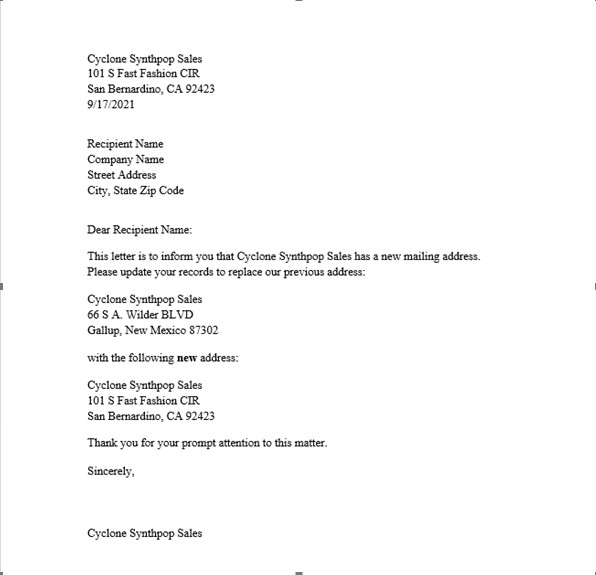 Cyclone Synthpop Sales
101 S Fast Fashion CIR
San Bernardino, CA 92423
9/17/2021
Recipient Name
Company Name
Street Address
City, State Zip Code
Dear Recipient Name:
This letter is to inform you that Cyclone Synthpop Sales has a new mailing address.
Please update your records to replace our previous address:
Cyclone Synthpop Sales
66 S A. Wilder BLVD
Gallup, New Mexico 87302
with the following new address:
Cyclone Synthpop Sales
101 S Fast Fashion CIR
San Bernardino, CA 92423
Thank you for your prompt attention to this matter.
Sincerely,
Cyclone Synthpop Sales